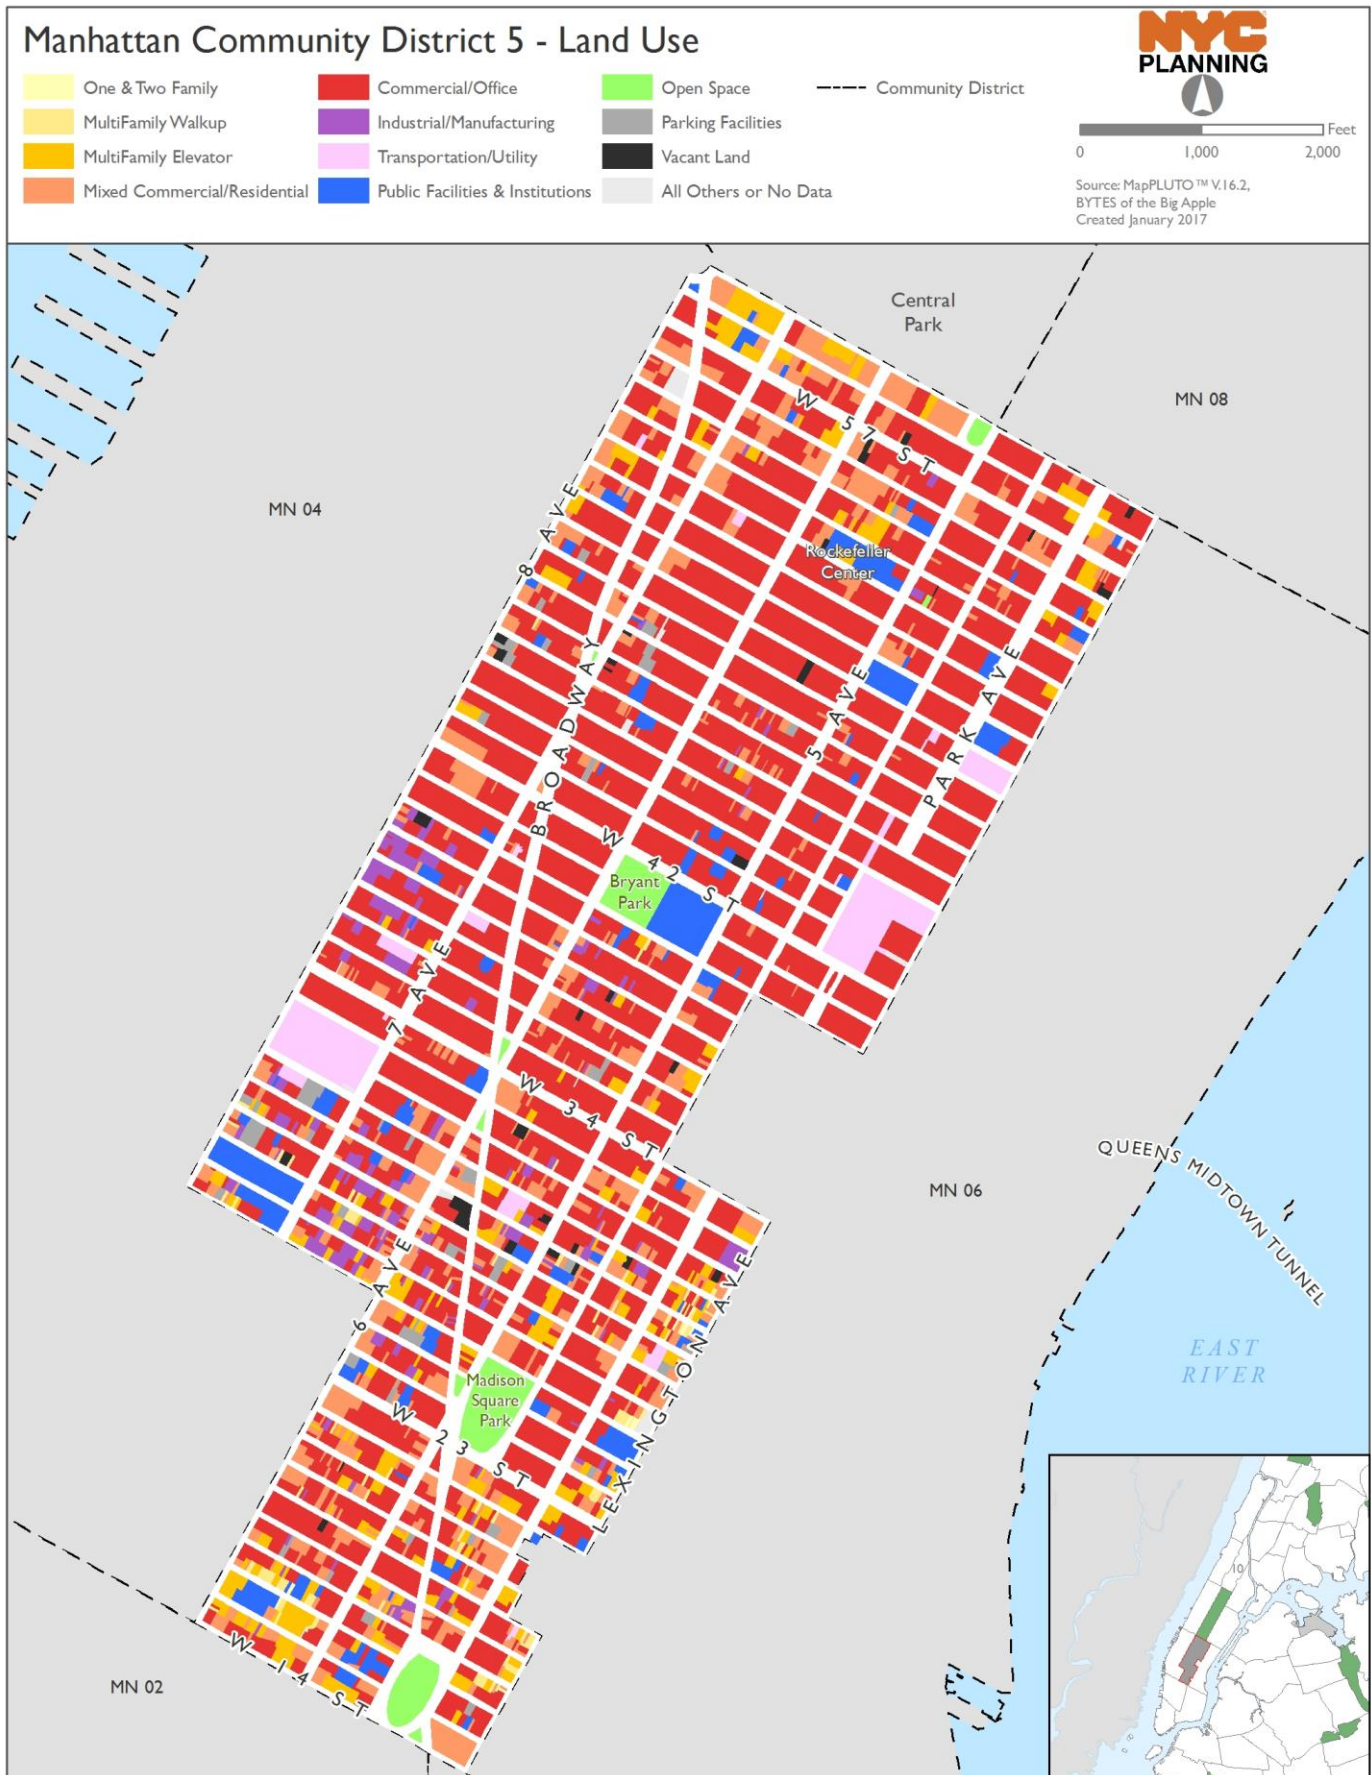 Manhattan Community District 5 - Land Use
One & Two Family
MultiFamily Walkup
MultiFamily Elevator
Mixed Commercial/Residential
Commercial/Office
Industrial/Manufacturing
Transportation/Utility
Public Facilities & Institutions
Open Space
Parking Facilities
Vacant Land
All Others or No Data
Community District
NYC
PLANNING
Feet
0 1,000 2,000
Source: MapPLUTO™ V.16.2,
BYTES of the Big Apple
Created January 2017
Central
Park
MN 08
W 57 ST
MN 04
8 AVE
Rockefeller
Center
BROADWAY
5 AVE
PARK AVE
W 42 ST
Bryant
Park
7 AVE
W 34 ST
QUEENS MIDTOWN TUNNEL
MN 06
6 AVE
LEXINGTON AVE
EAST
RIVER
Madison
Square
Park
W 23 ST
10
W 14 ST
MN 02